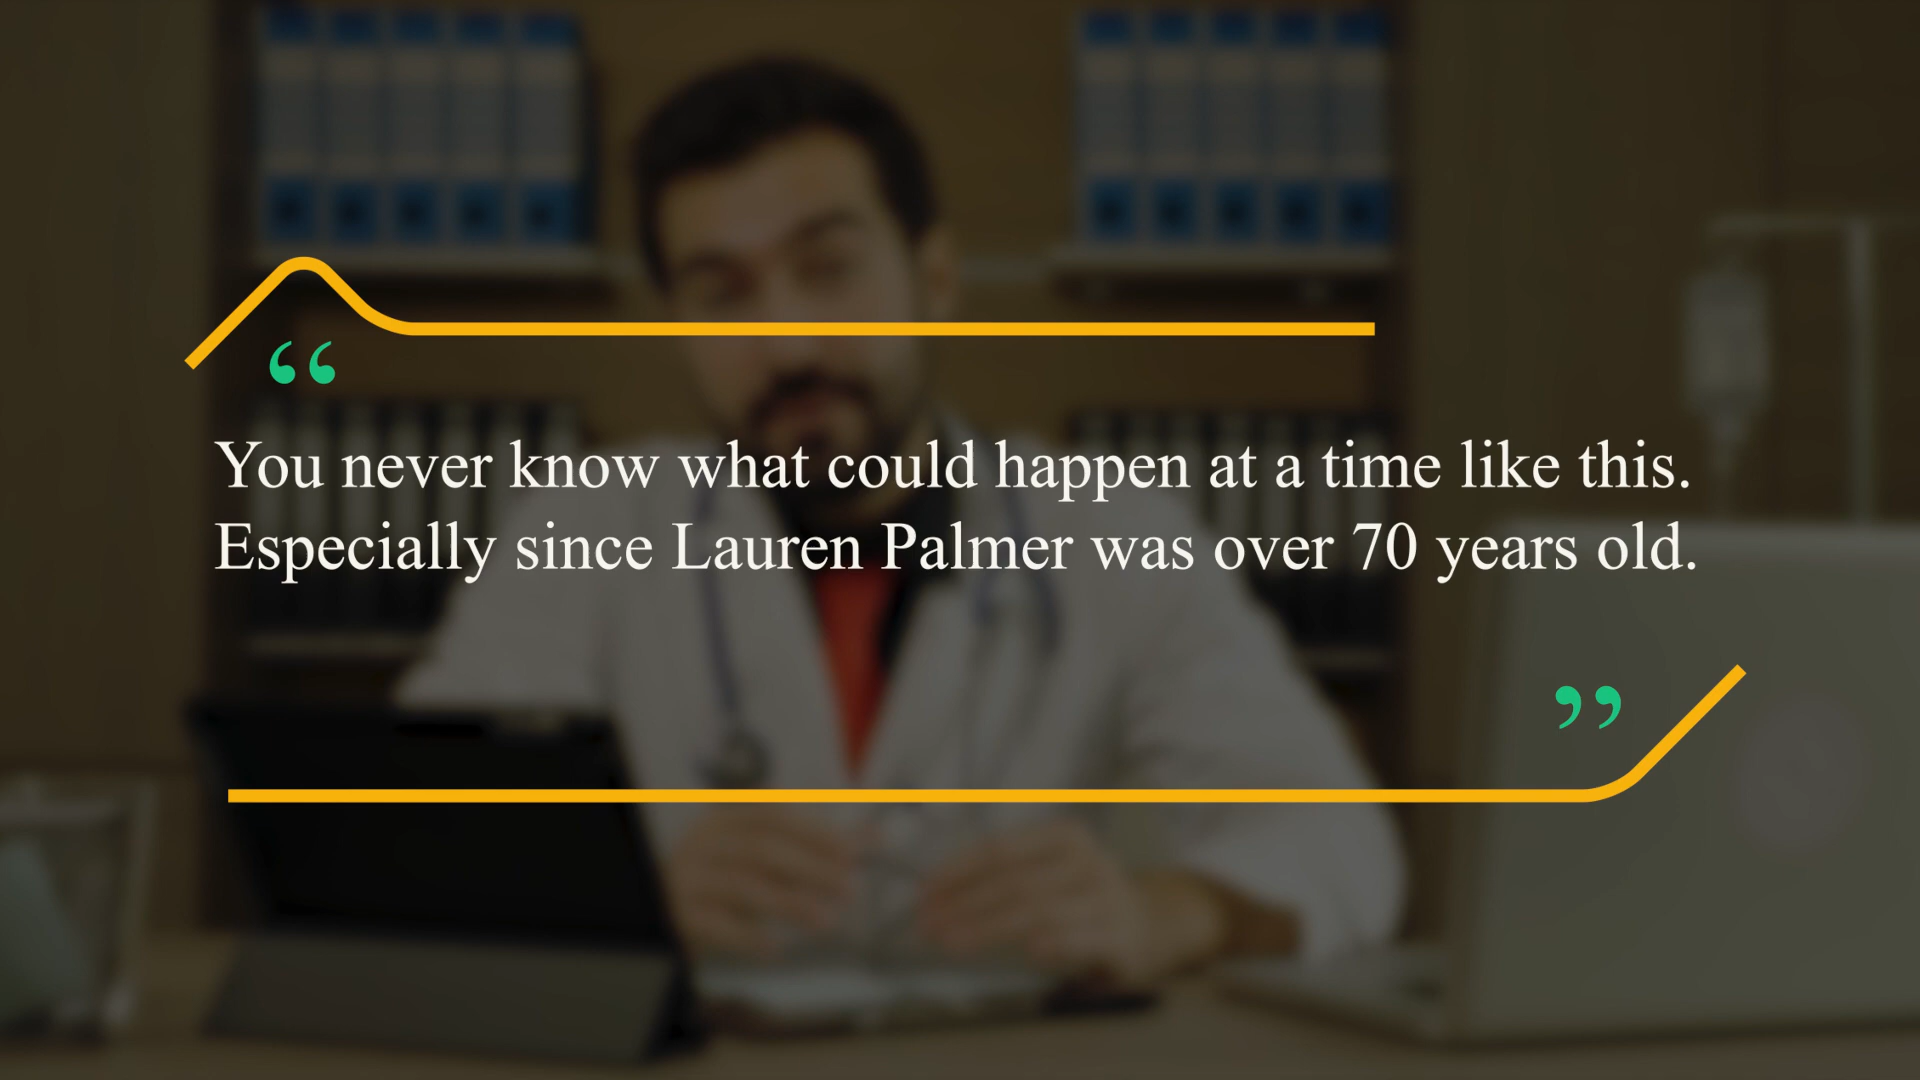 “
You never know what could happen at a time like this.
Especially since Lauren Palmer was over 70 years old.
”